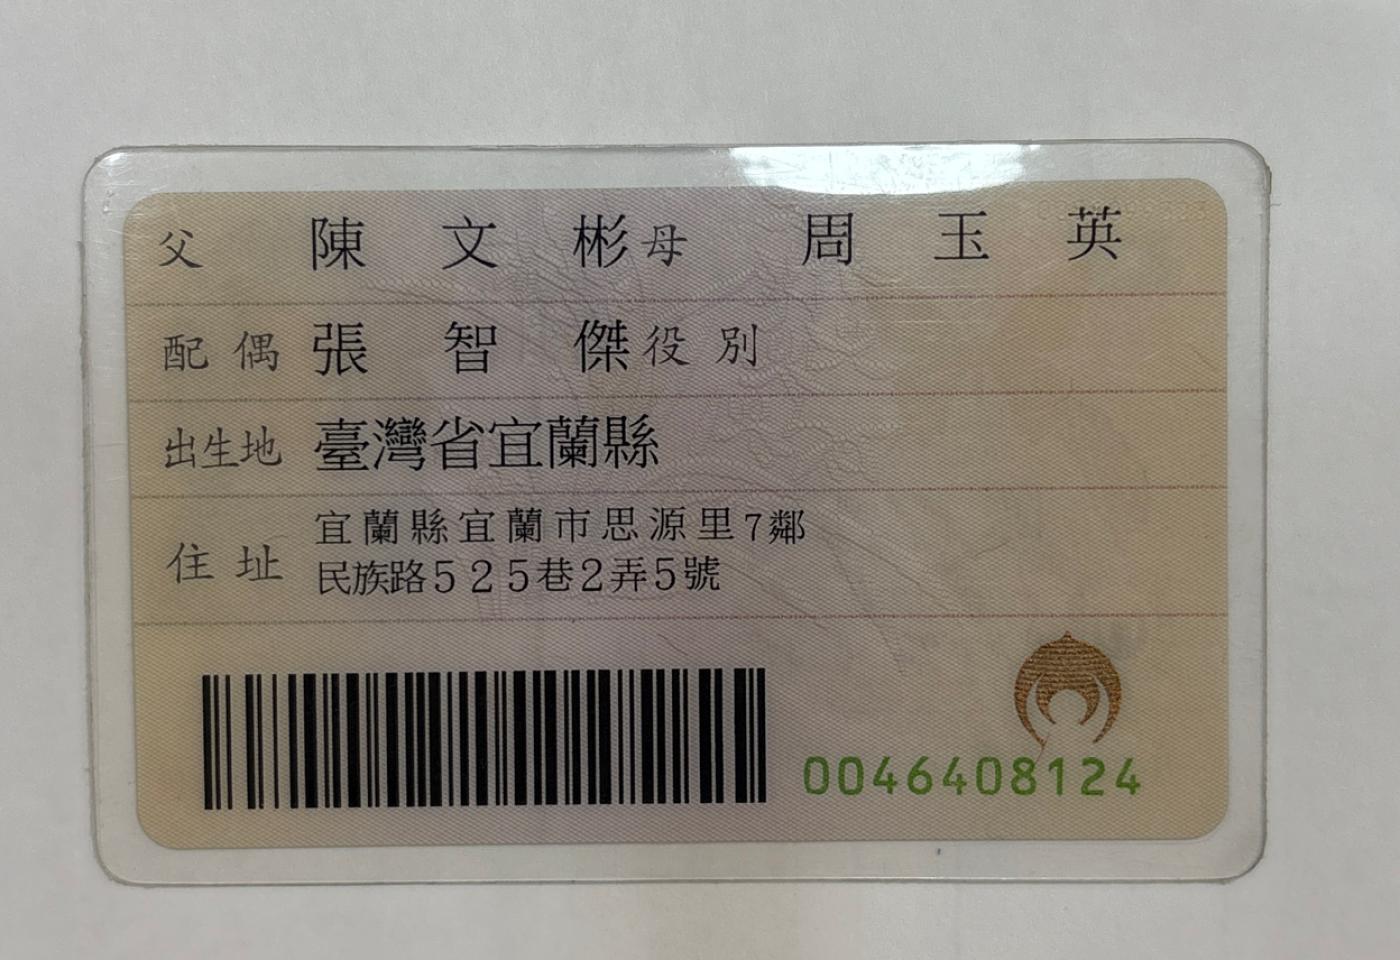 父 陳文彬 母 周玉英
配偶 張智傑 役別
出生地 臺灣省宜蘭縣
住址 宜蘭縣宜蘭市思源里7鄰
民族路525巷2弄5號
0046408124